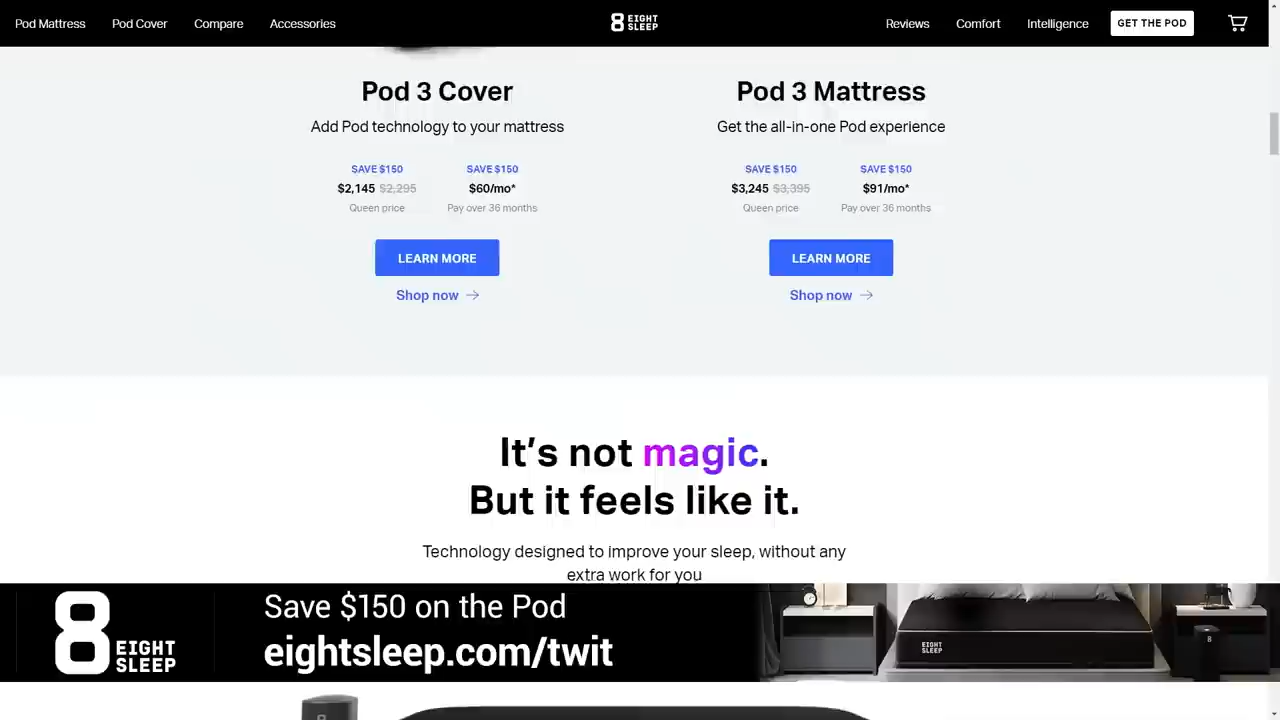 Pod Mattress Pod Cover Compare Accessories
8 EIGHT SLEEP
Reviews Comfort Intelligence GET THE POD
Pod 3 Cover
Add Pod technology to your mattress
SAVE $150 SAVE $150
$2,145 $2,295 $60/mo*
Queen price Pay over 36 months
LEARN MORE
Shop now →
Pod 3 Mattress
Get the all-in-one Pod experience
SAVE $150 SAVE $150
$3,245 $3,395 $91/mo*
Queen price Pay over 36 months
LEARN MORE
Shop now →
It's not magic.
But it feels like it.
Technology designed to improve your sleep, without any
extra work for you
8 EIGHT
SLEEP
Save $150 on the Pod
eightsleep.com/twit
EIGHT
SLEEP
8
8